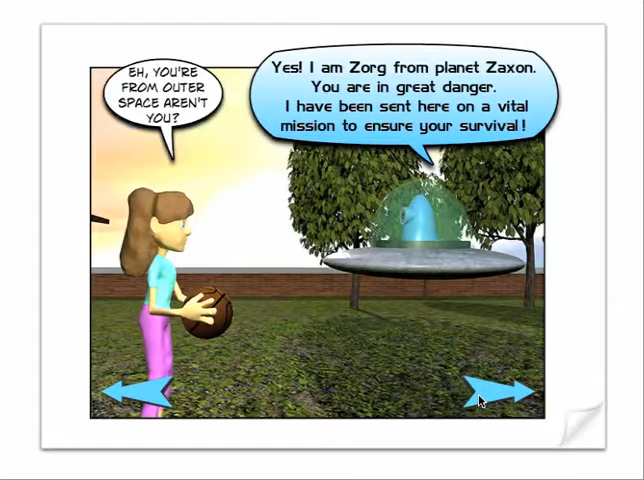 EH, YOU'RE
FROM OUTER
SPACE AREN'T
YOU?
Yes! I am Zorg from planet Zaxon.
You are in great danger.
I have been sent here on a vital
mission to ensure your survival!